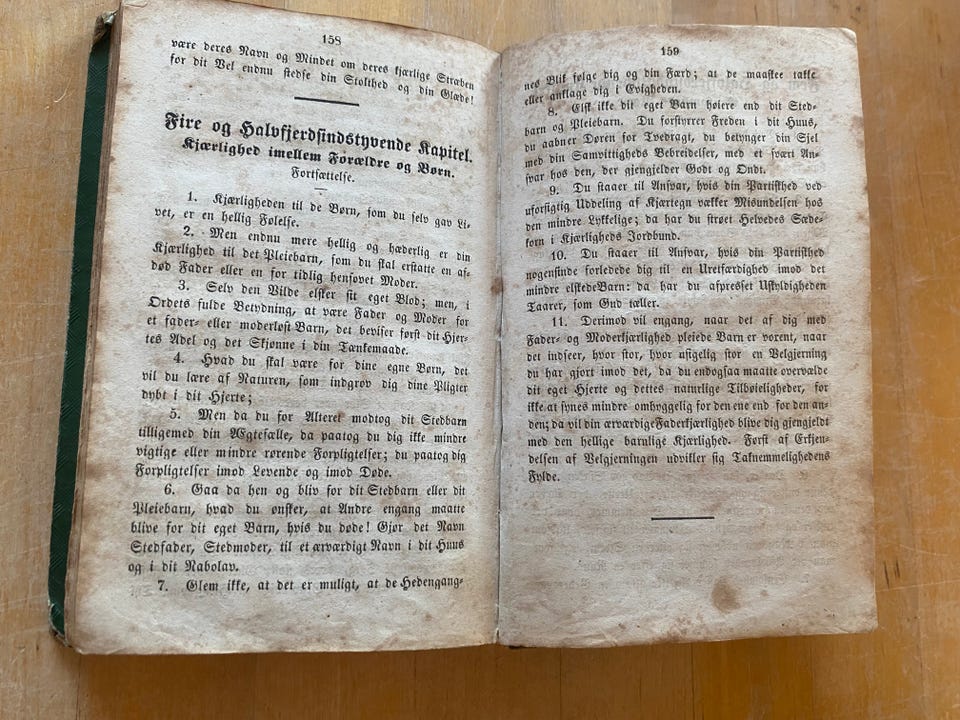 158
være deres Navn og Mindet om deres kjærlige Stræben
for dit Vel endnu stedse din Stolthed og din Glæde!
Fire og Halvfjerdsindstyvende Kapitel.
Kjærlighed imellem Forældre og Børn.
Fortsættelse.
1. Kjærligheden til de Børn, som du selv gav Li-
vet, er en hellig Følelse.
2. Men endnu mere hellig og hæderlig er din
Kjærlighed til det Pleiebarn, som du skal erstatte en af-
død Fader eller en for tidlig hensovet Moder.
3. Selv den Vilde elsker sit eget Blod; men, i
Ordets fulde Betydning, at være Fader og Moder for
et fader- eller moderløst Barn, det beviser først dit Hjer-
tes Adel og det Skjønne i din Tænkemaade.
4. Hvad du skal være for dine egne Børn, det
vil du lære af Naturen, som indgrov dig dine Pligter
dybt i dit Hjerte;
5. Men da du for Alteret modtog dit Stedbarn
tilligemed din Ægtefælle, da paatog du dig ikke mindre
vigtige eller mindre rørende Forpligtelser; du paatog dig
Forpligtelser imod Levende og imod Døde.
6. Gaa da hen og bliv for dit Stedbarn eller dit
Pleiebarn, hvad du ønsker, at Andre engang maatte
blive for dit eget Barn, hvis du døde! Gjør det Navn
Stedfader, Stedmoder, til et ærværdigt Navn i dit Huus
og i dit Nabolav.
7. Glem ikke, at det er muligt, at de Hedengang-
159
nes Blik følge dig og din Færd; at de maaskee takke
eller anklage dig i Evigheden.
8. Elsk ikke dit eget Barn høiere end dit Sted-
barn og Pleiebarn. Du forstyrrer Freden i dit Huus,
du aabner Døren for Tvedragt, du betynger din Sjel
med din Samvittigheds Bebreidelser, med et svært An-
svar hos den, der gjengjelder Godt og Ondt.
9. Du staaer til Ansvar, hvis din Partiskhed ved
uforsigtig Uddeling af Kjærtegn vækker Misundelsen hos
den mindre Lykkelige; da har du strøet Helvedes Sæde-
korn i Kjærligheds Jordbund.
10. Du staaer til Ansvar, hvis din Partiskhed
nogensinde forledede dig til en Uretfærdighed imod det
mindre elskede Barn: da har du afpresset Uskyldigheden
Taarer, som Gud tæller.
11. Derimod vil engang, naar det af dig med
Fader- og Moderkjærlighed pleiede Barn er voxent, naar
det indseer, hvor stor, hvor usigelig stor en Velgjerning
du har gjort imod det, da du endogsaa maatte overvælde
dit eget Hjerte og dettes naturlige Tilbøieligheder, for
ikke at synes mindre omhyggelig for den ene end for den an-
den; da vil din ærværdige Faderkjærlighed blive dig gjengjeldt
med den hellige barnlige Kjærlighed. Først af Erkjen-
delsen af Velgjerningen udvikler sig Taknemmelighedens
Fylde.